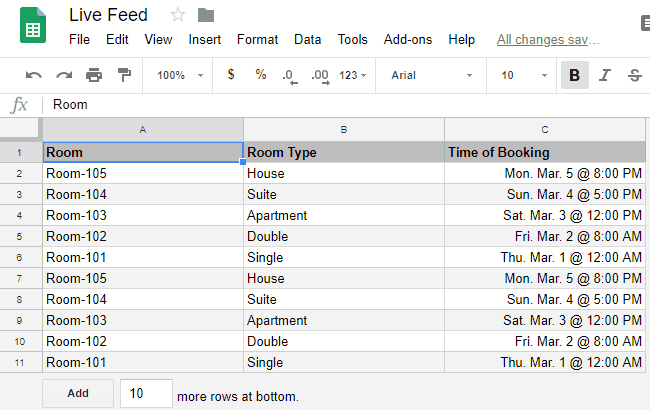 Live Feed
File Edit View Insert Format Data Tools Add-ons Help All changes sav...
100% $ % .0 .00 123 Arial 10 B I S
fx Room
A B C
1 Room Room Type Time of Booking
2 Room-105 House Mon. Mar. 5 @ 8:00 PM
3 Room-104 Suite Sun. Mar. 4 @ 5:00 PM
4 Room-103 Apartment Sat. Mar. 3 @ 12:00 PM
5 Room-102 Double Fri. Mar. 2 @ 8:00 AM
6 Room-101 Single Thu. Mar. 1 @ 12:00 AM
7 Room-105 House Mon. Mar. 5 @ 8:00 PM
8 Room-104 Suite Sun. Mar. 4 @ 5:00 PM
9 Room-103 Apartment Sat. Mar. 3 @ 12:00 PM
10 Room-102 Double Fri. Mar. 2 @ 8:00 AM
11 Room-101 Single Thu. Mar. 1 @ 12:00 AM
Add 10 more rows at bottom.